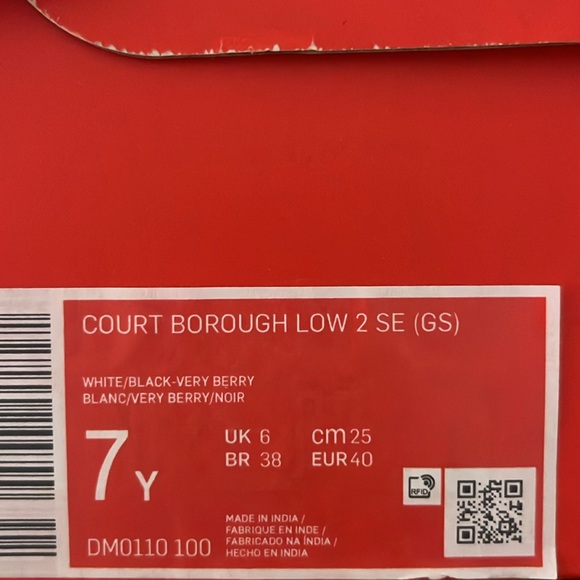 COURT BOROUGH LOW 2 SE (GS)
WHITE/BLACK-VERY BERRY
BLANC/VERY BERRY/NOIR
7Y
UK 6 cm 25
BR 38 EUR 40
RFID
DM0110 100
MADE IN INDIA /
FABRIQUE EN INDE /
FABRICADO NA ÍNDIA /
HECHO EN INDIA